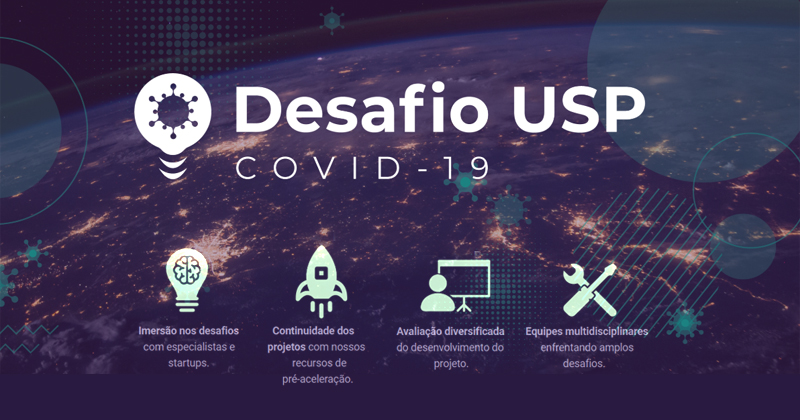 Desafio USP
COVID-19
Imersão nos desafios
com especialistas e
startups.
Continuidade dos
projetos com nossos
recursos de
pré-aceleração.
Avaliação diversificada
do desenvolvimento do
projeto.
Equipes multidisciplinares
enfrentando amplos
desafios.